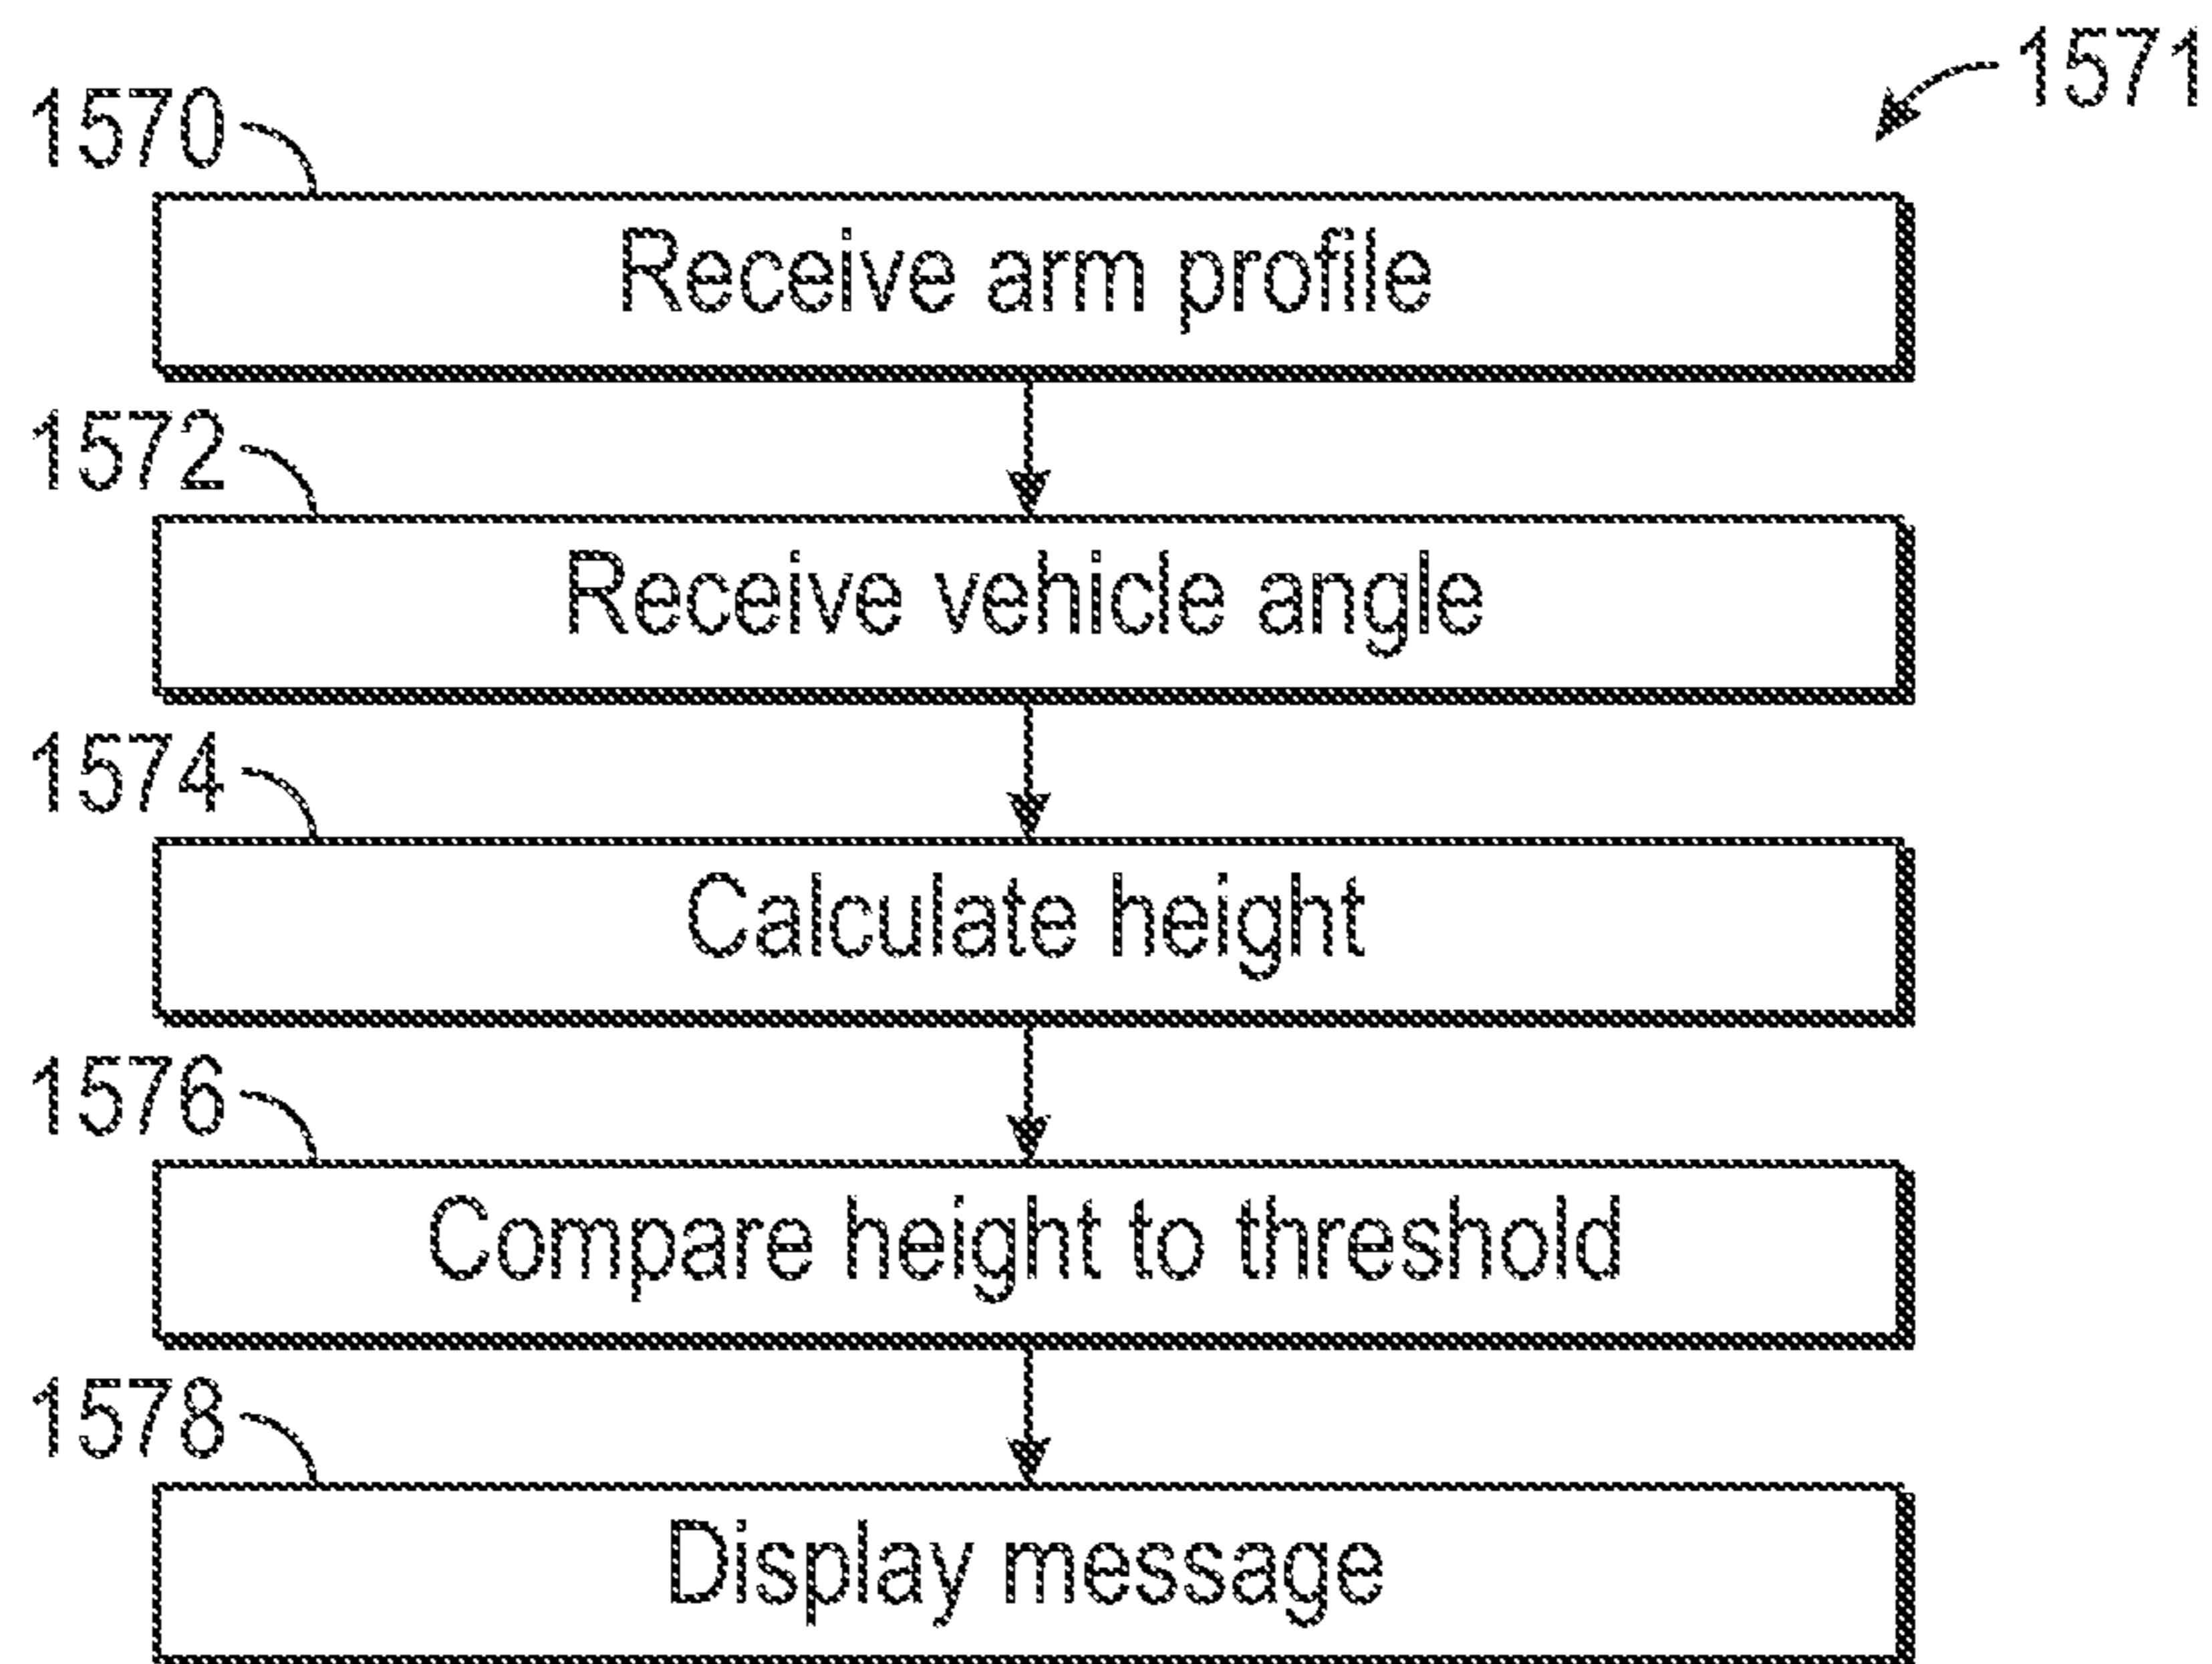 1571
1570
Receive arm profile
1572
Receive vehicle angle
1574
Calculate height
1576
Compare height to threshold
1578
Display message